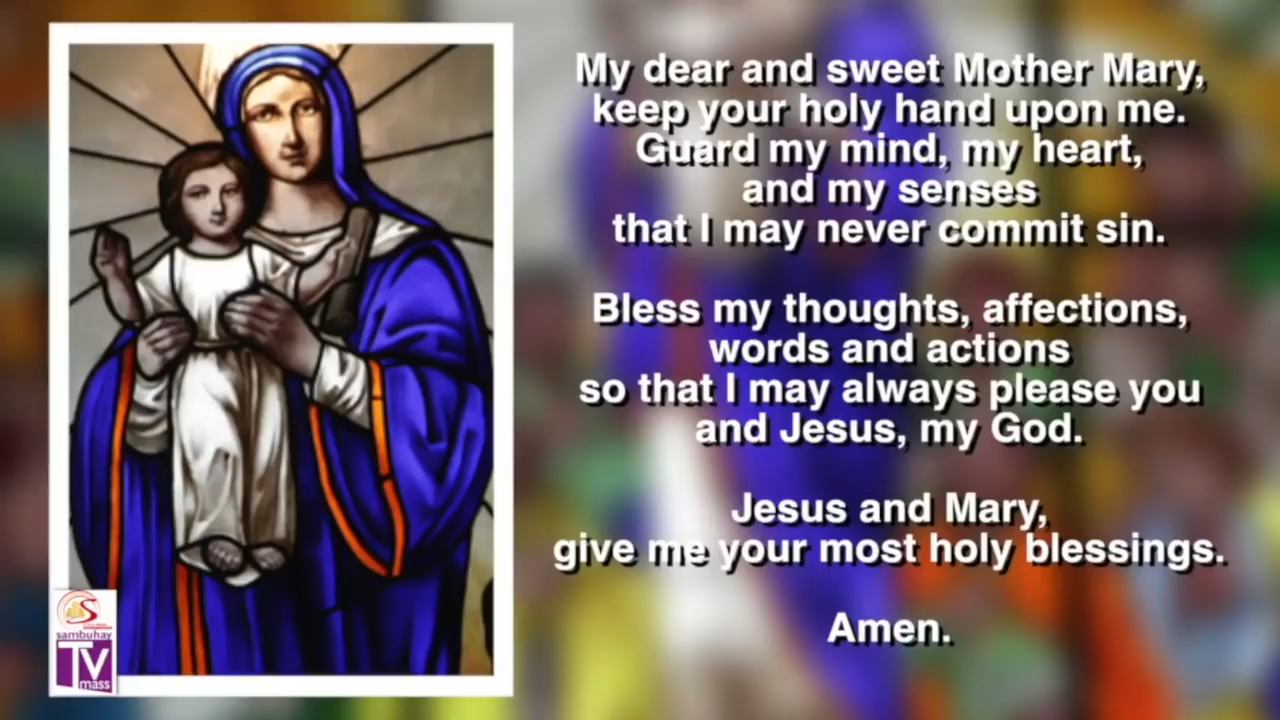 My dear and sweet Mother Mary,
keep your holy hand upon me.
Guard my mind, my heart,
and my senses
that I may never commit sin.
Bless my thoughts, affections,
words and actions
so that I may always please you
and Jesus, my God.
Jesus and Mary,
give me your most holy blessings.
Amen.
sambuhay
TV
mass